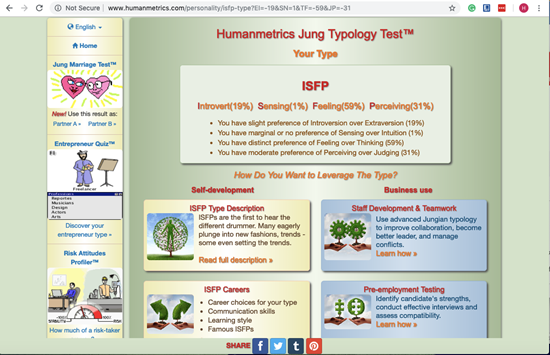 Not Secure | www.humanmetrics.com/personality/isfp-type?EI=-19&SN=1&TF=-59&JP=-31
English
Home
Jung Marriage Test™
New! Use this result as:
Partner A » Partner B »
Entrepreneur Quiz™
Freelancer
Professions
Reporters
Musicians
Design
Actors
Arts
Discover your
entrepreneur type »
Risk Attitudes
Profiler™
How much of a risk-taker
Humanmetrics Jung Typology Test™
Your Type
ISFP
Introvert(19%) Sensing(1%) Feeling(59%) Perceiving(31%)
You have slight preference of Introversion over Extraversion (19%)
You have marginal or no preference of Sensing over Intuition (1%)
You have distinct preference of Feeling over Thinking (59%)
You have moderate preference of Perceiving over Judging (31%)
How Do You Want to Leverage The Type?
Self-development
ISFP Type Description
ISFPs are the first to hear the
different drummer. Many eagerly
plunge into new fashions, trends -
some even setting the trends.
Read full description »
ISFP Careers
Career choices for your type
Communication skills
Learning style
Famous ISFPs
Business use
Staff Development & Teamwork
Use advanced Jungian typology
to improve collaboration, become
better leader, and manage
conflicts.
Learn how »
Pre-employment Testing
Identify candidate's strengths,
conduct effective interviews and
assess compatibility.
Learn how »
SHARE